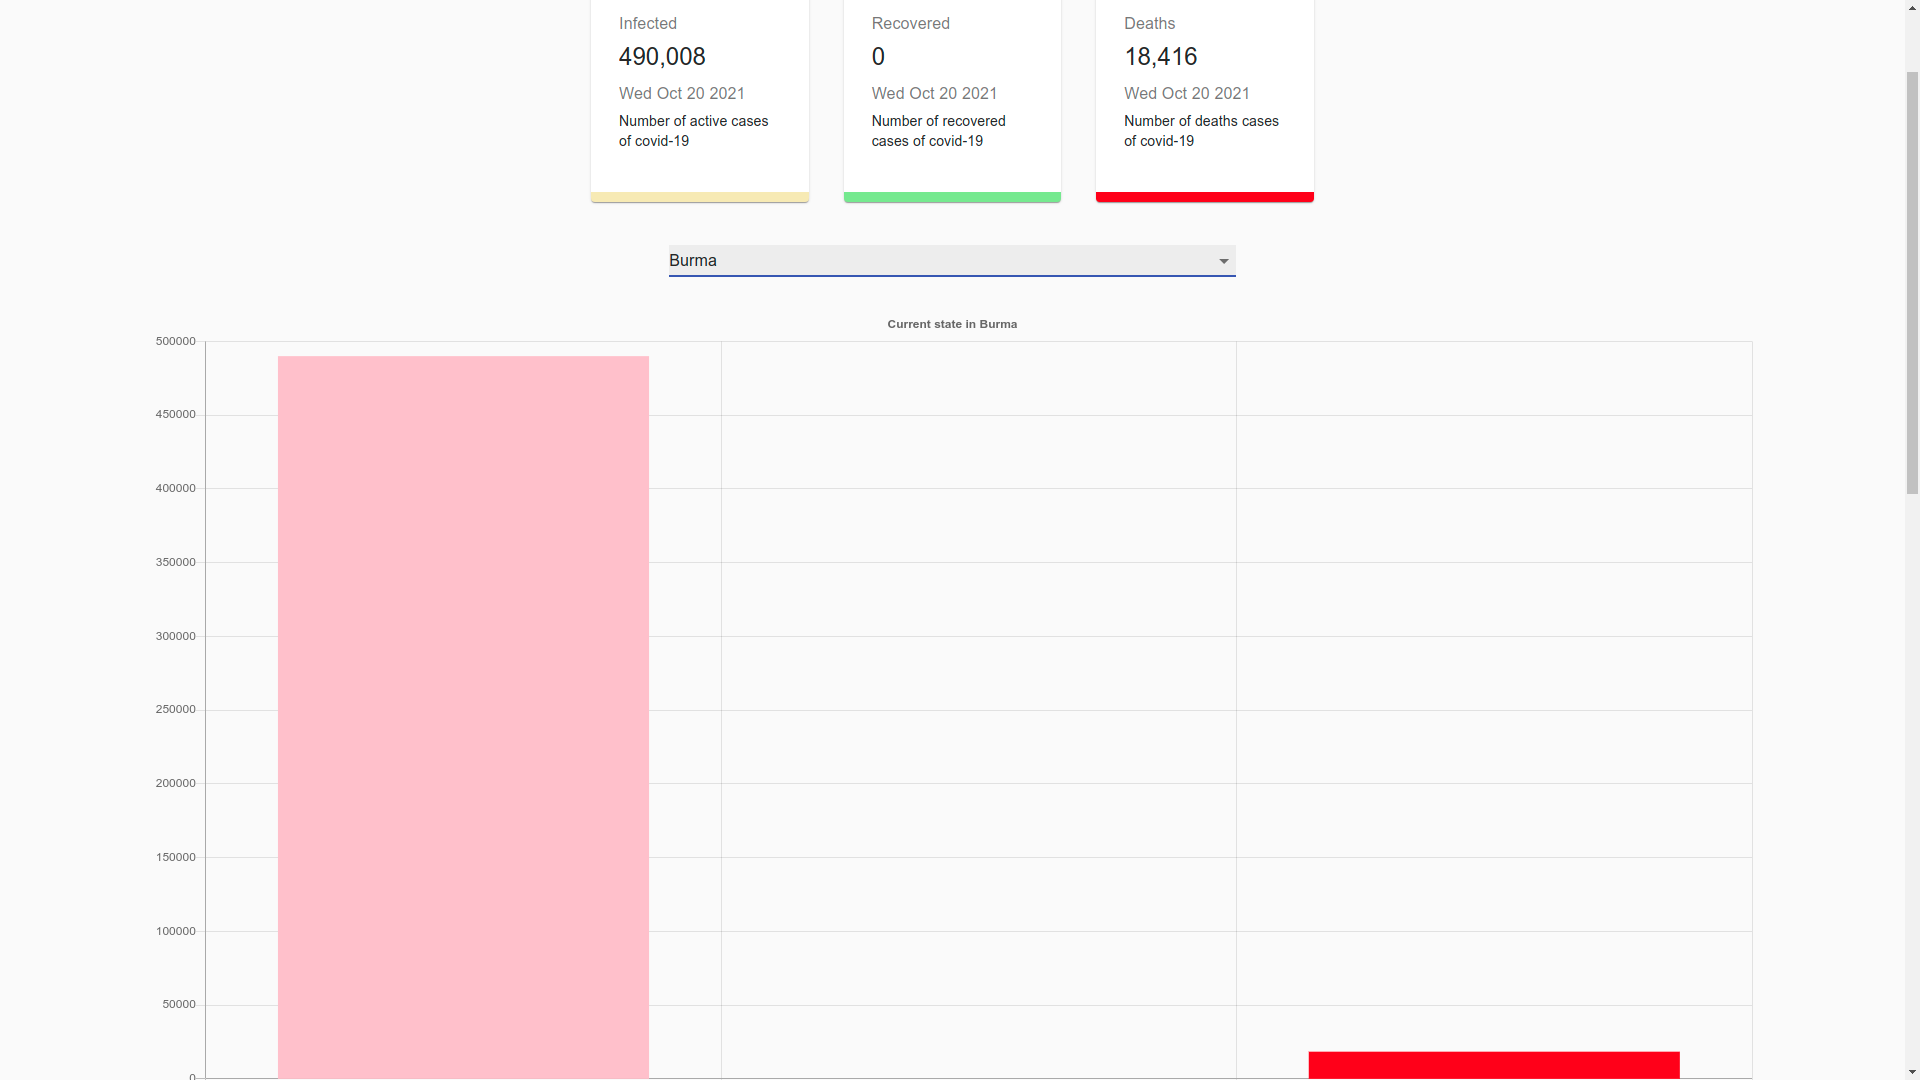 Infected
490,008
Wed Oct 20 2021
Number of active cases
of covid-19
Recovered
0
Wed Oct 20 2021
Number of recovered
cases of covid-19
Deaths
18,416
Wed Oct 20 2021
Number of deaths cases
of covid-19
Burma
Current state in Burma
500000
450000
400000
350000
300000
250000
200000
150000
100000
50000
0